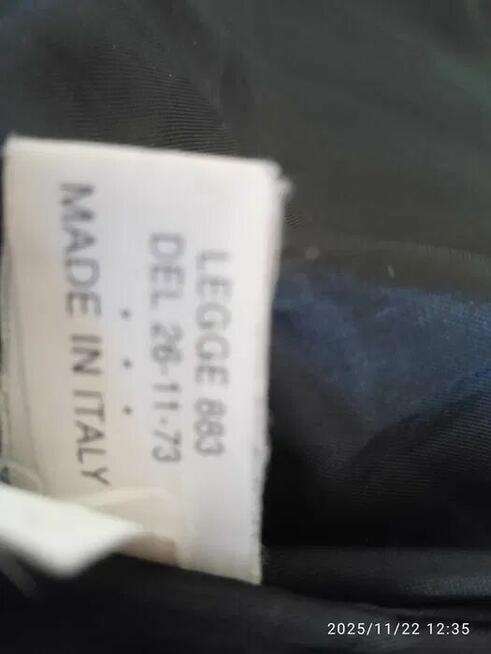 LEGGE 883
DEL 26-11-73
• • •
MADE IN ITALY
2025/11/22 12:35